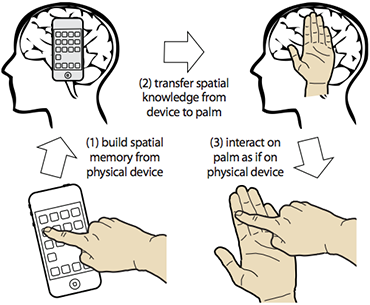 (2) transfer spatial
knowledge from
device to palm
(1) build spatial
memory from
physical device
(3) interact on
palm as if on
physical device